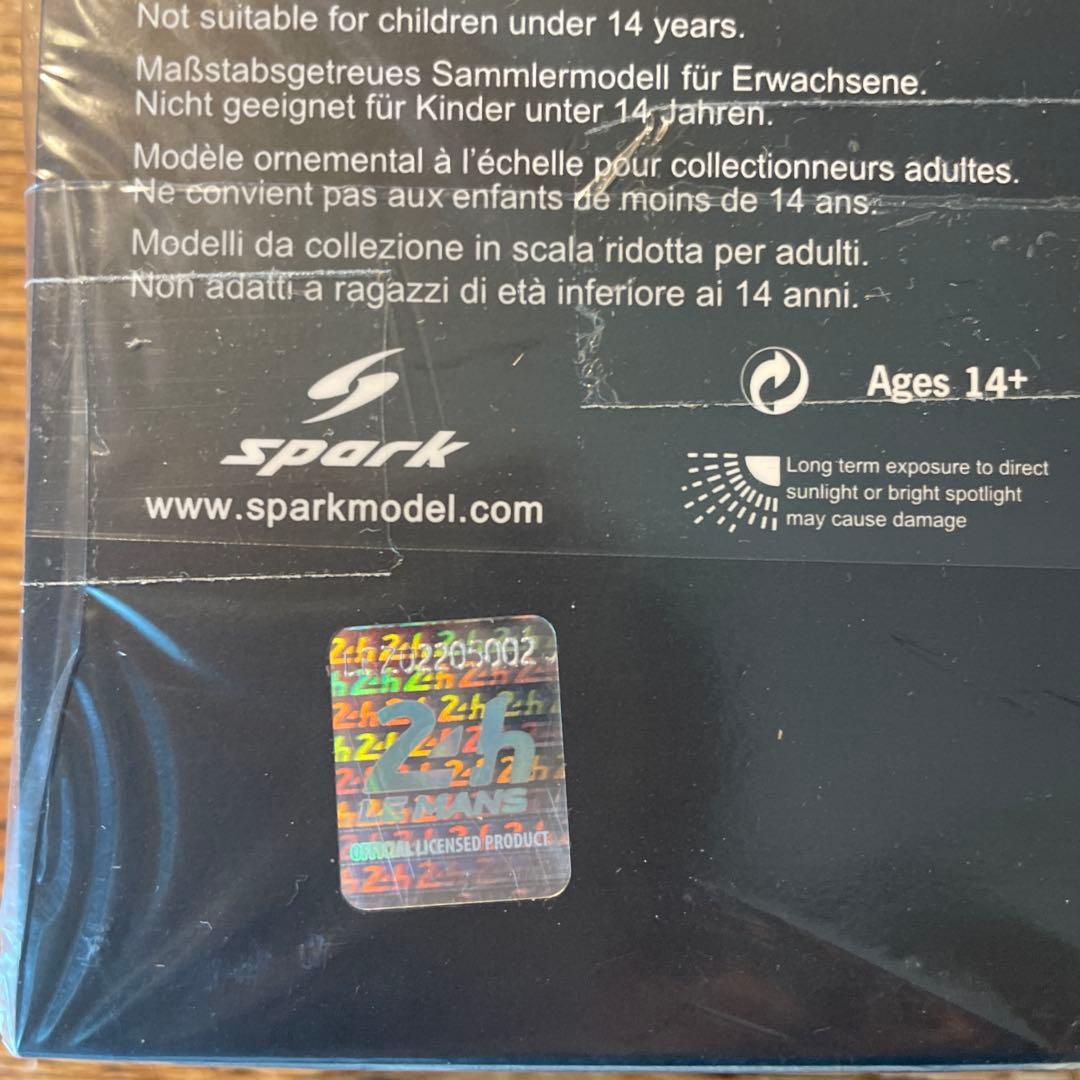 Not suitable for children under 14 years.
Maßstabsgetreues Sammlermodell für Erwachsene.
Nicht geeignet für Kinder unter 14 Jahren.
Modèle ornemental à l'échelle pour collectionneurs adultes.
Ne convient pas aux enfants de moins de 14 ans.
Modelli da collezione in scala ridotta per adulti.
Non adatti a ragazzi di età inferiore ai 14 anni.
spark
www.sparkmodel.com
Ages 14+
Long term exposure to direct
sunlight or bright spotlight
may cause damage
24h
LE MANS
OFFICIAL LICENSED PRODUCT